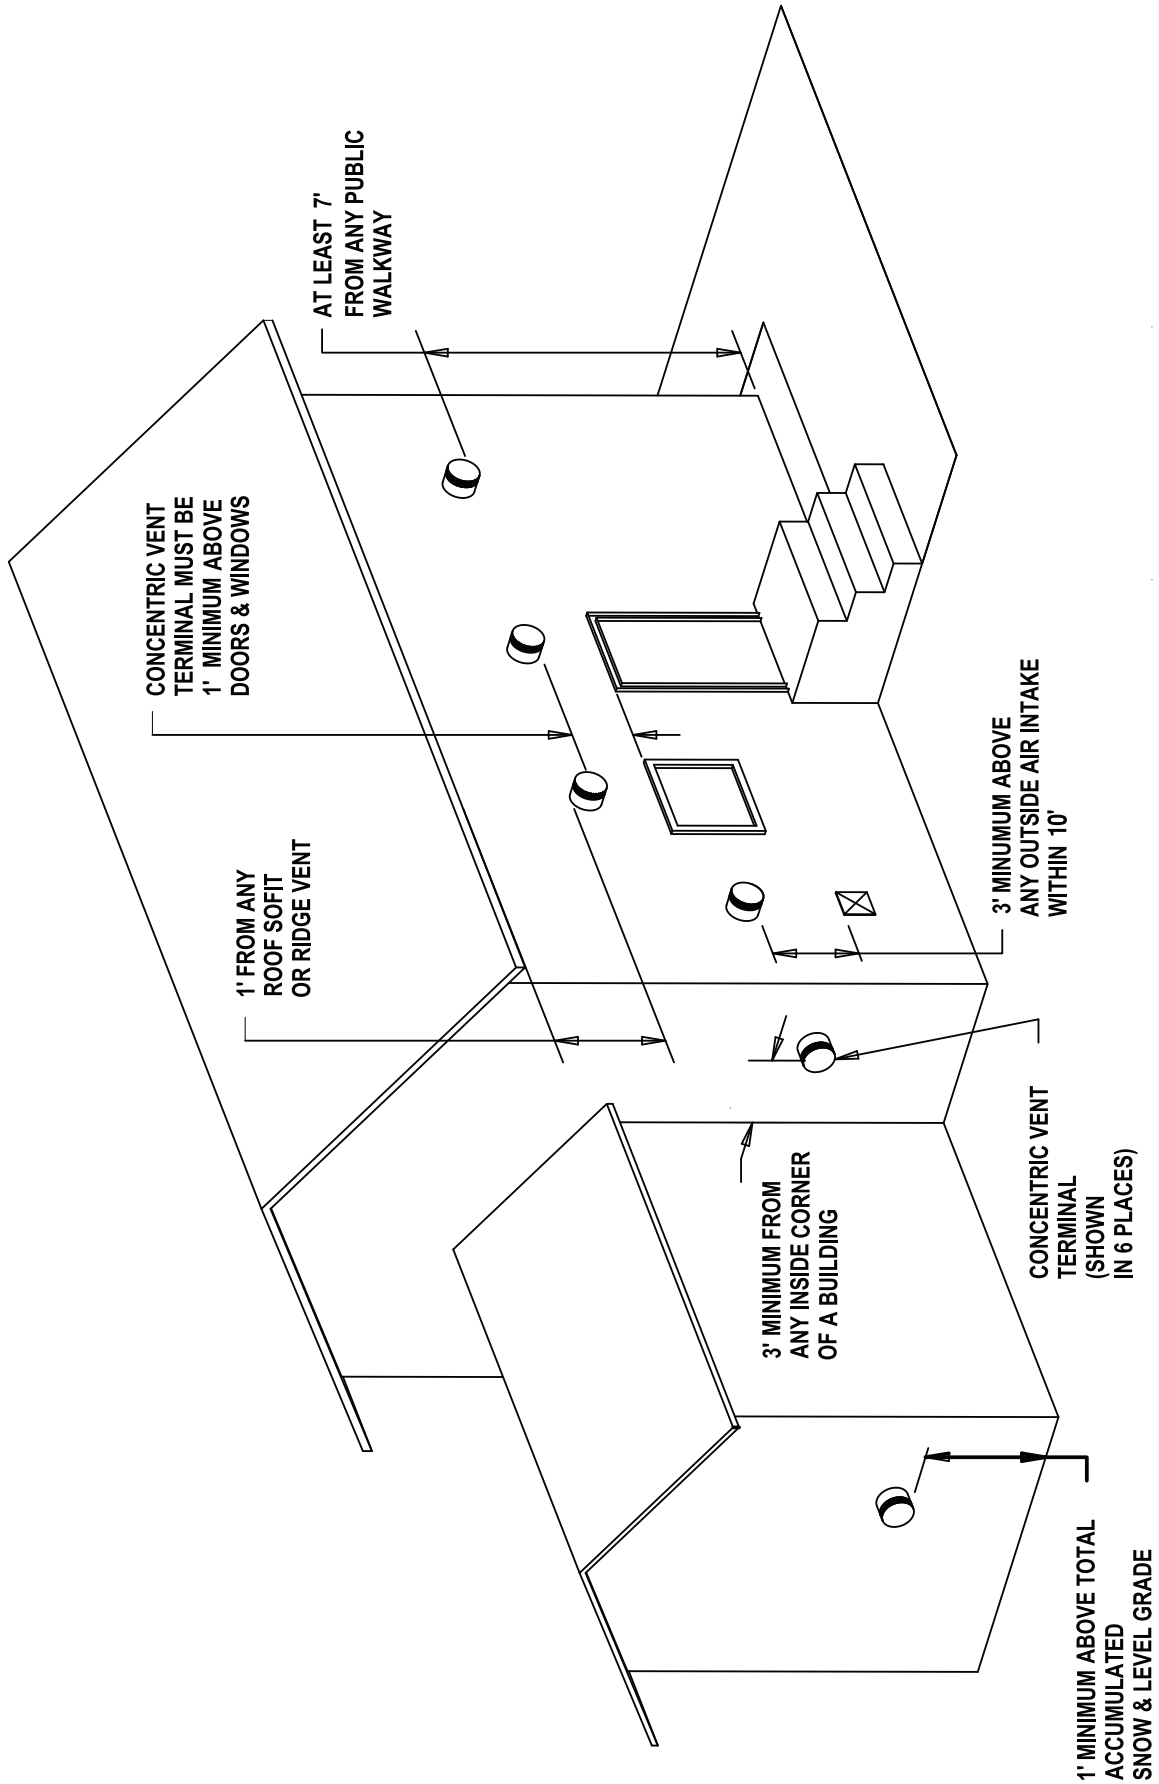 AT LEAST 7'
FROM ANY PUBLIC
WALKWAY
CONCENTRIC VENT
TERMINAL MUST BE
1' MINIMUM ABOVE
DOORS & WINDOWS
1' FROM ANY
ROOF SOFIT
OR RIDGE VENT
3' MINUMUM ABOVE
ANY OUTSIDE AIR INTAKE
WITHIN 10'
3' MINIMUM FROM
ANY INSIDE CORNER
OF A BUILDING
CONCENTRIC VENT
TERMINAL
(SHOWN
IN 6 PLACES)
1' MINIMUM ABOVE TOTAL
ACCUMULATED
SNOW & LEVEL GRADE